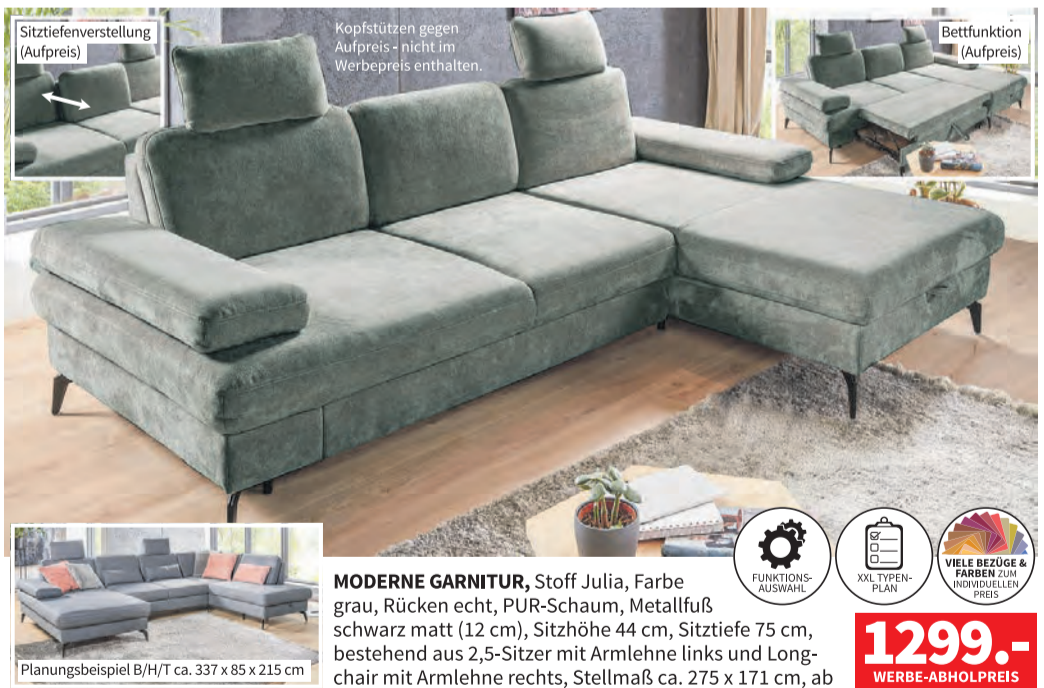 Sitztiefenverstellung
(Aufpreis)
Kopfstützen gegen
Aufpreis - nicht im
Werbepreis enthalten.
Bettfunktion
(Aufpreis)
Planungsbeispiel B/H/T ca. 337 x 85 x 215 cm
MODERNE GARNITUR, Stoff Julia, Farbe
grau, Rücken echt, PUR-Schaum, Metallfuß
schwarz matt (12 cm), Sitzhöhe 44 cm, Sitztiefe 75 cm,
bestehend aus 2,5-Sitzer mit Armlehne links und Long-
chair mit Armlehne rechts, Stellmaß ca. 275 x 171 cm, ab
FUNKTIONS-
AUSWAHL
XXL TYPEN-
PLAN
VIELE BEZÜGE &
FARBEN ZUM
INDIVIDUELLEN
PREIS
1299.-
WERBE-ABHOLPREIS